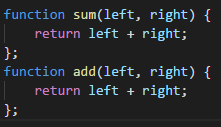 function sum(left, right) {
    return left + right;
};
function add(left, right) {
    return left + right;
};